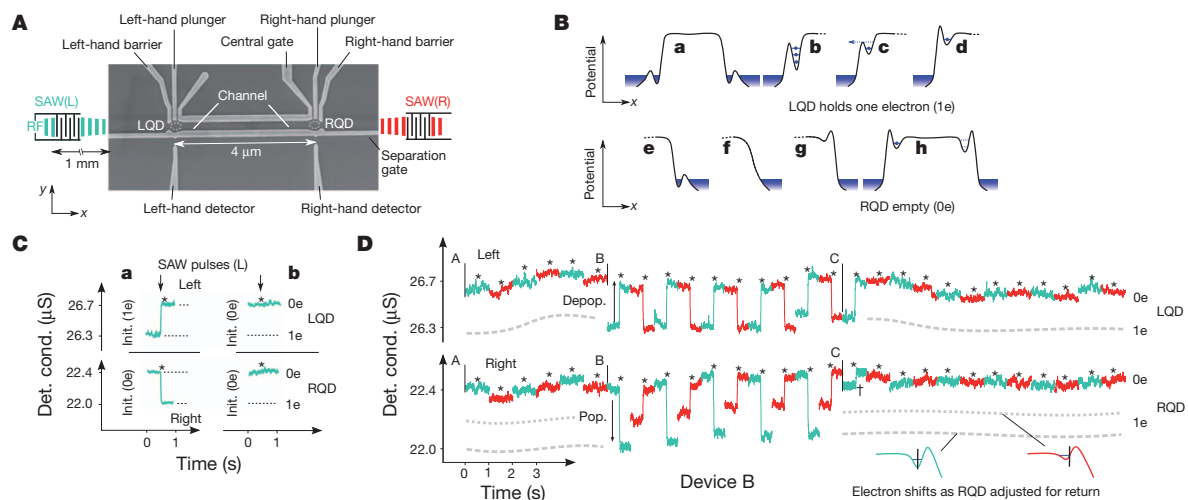 A
Left-hand plunger
Right-hand plunger
Left-hand barrier
Central gate
Right-hand barrier
SAW(L)
Channel
SAW(R)
RF
LQD
RQD
1 mm
4 µm
Separation
gate
y
x
Left-hand detector
Right-hand detector
B
Potential
a
b
c
d
x
LQD holds one electron (1e)
Potential
e
f
g
h
x
RQD empty (0e)
C
a
SAW pulses (L)
b
Left
Det. cond. (µS)
26.7
26.3
Init. (1e)
*
Init. (0e)
*
0e
1e
LQD
22.4
22.0
Init. (0e)
*
Right
Init. (0e)
*
0e
1e
RQD
0
1
0
1
Time (s)
D
Det. cond. (µS)
A
Left
B
C
26.7
26.3
Depop.
0e
1e
LQD
A
Right
B
C
22.4
22.0
Pop.
†
0e
1e
RQD
0 1 2 3
Time (s)
Device B
Electron shifts as RQD adjusted for return